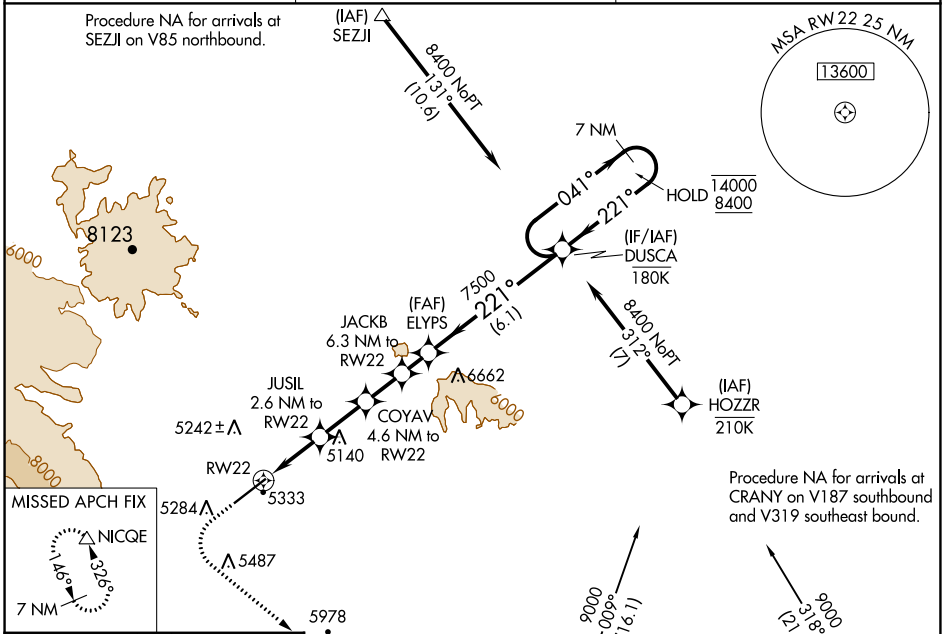 Procedure NA for arrivals at
SEZJI on V85 northbound.
(IAF)
SEZJI
8400 NoPT
131°
(10.6)
MSA RW22 25 NM
13600
7 NM
041°
221°
HOLD
14000
8400
(IF/IAF)
DUSCA
180K
8123
6000
7500
221°
(6.1)
(FAF)
ELYPS
JACKB
6.3 NM to
RW22
8400 NoPT
312°
(7)
6662
6000
(IAF)
HOZZR
210K
JUSIL
2.6 NM to
RW22
COYAV
4.6 NM to
RW22
5242±
5140
8000
RW22
5333
5284
5487
5978
Procedure NA for arrivals at
CRANY on V187 southbound
and V319 southeast bound.
MISSED APCH FIX
NICQE
146°
326°
7 NM
9000
009°
16.1)
9000
318°
(21